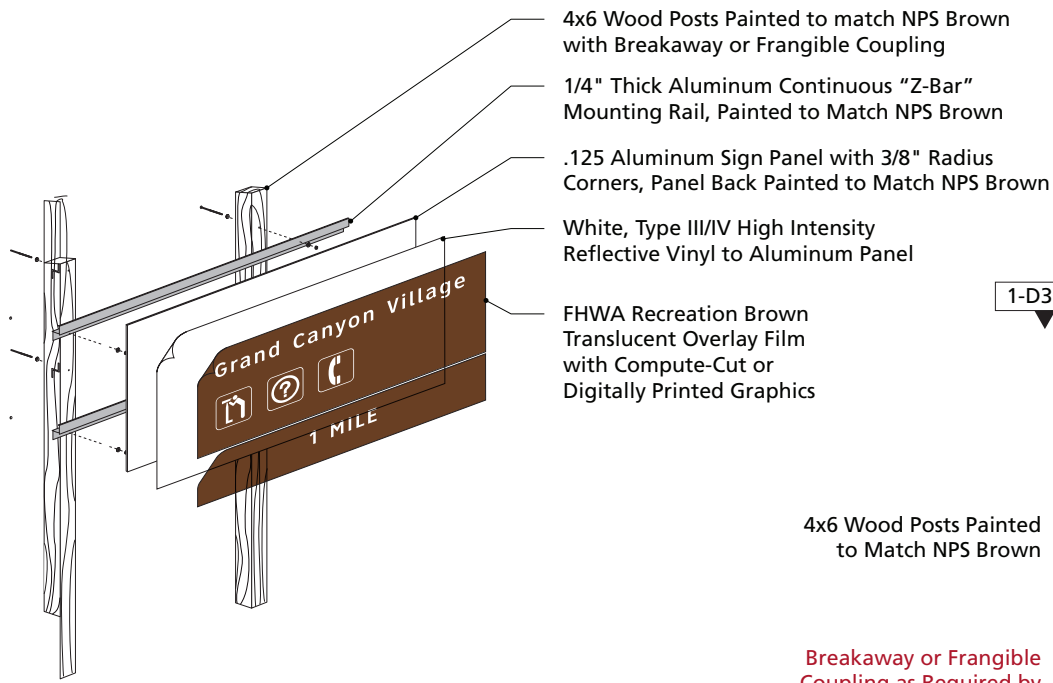 4x6 Wood Posts Painted to match NPS Brown
with Breakaway or Frangible Coupling
1/4" Thick Aluminum Continuous “Z-Bar”
Mounting Rail, Painted to Match NPS Brown
.125 Aluminum Sign Panel with 3/8" Radius
Corners, Panel Back Painted to Match NPS Brown
White, Type III/IV High Intensity
Reflective Vinyl to Aluminum Panel
FHWA Recreation Brown
Translucent Overlay Film
with Compute-Cut or
Digitally Printed Graphics
1-D3
Grand Canyon Village
?
1 MILE
4x6 Wood Posts Painted
to Match NPS Brown
Breakaway or Frangible
Coupling as Required by